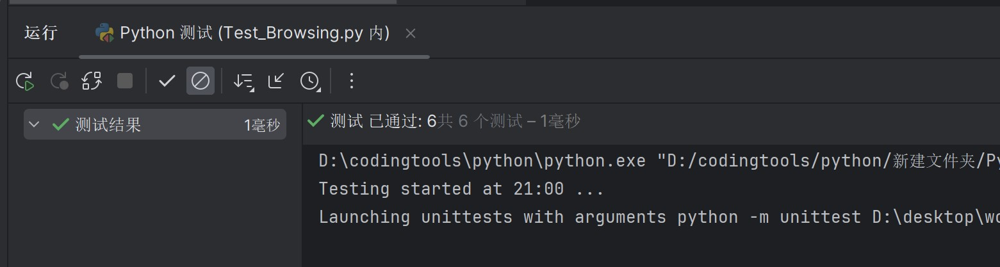 运行 Python 测试 (Test_Browsing.py 内)
测试结果 1毫秒
测试 已通过: 6共 6 个测试 – 1毫秒
D:\codingtools\python\python.exe "D:/codingtools/python/新建文件夹/Py
Testing started at 21:00 ...
Launching unittests with arguments python -m unittest D:\desktop\wo